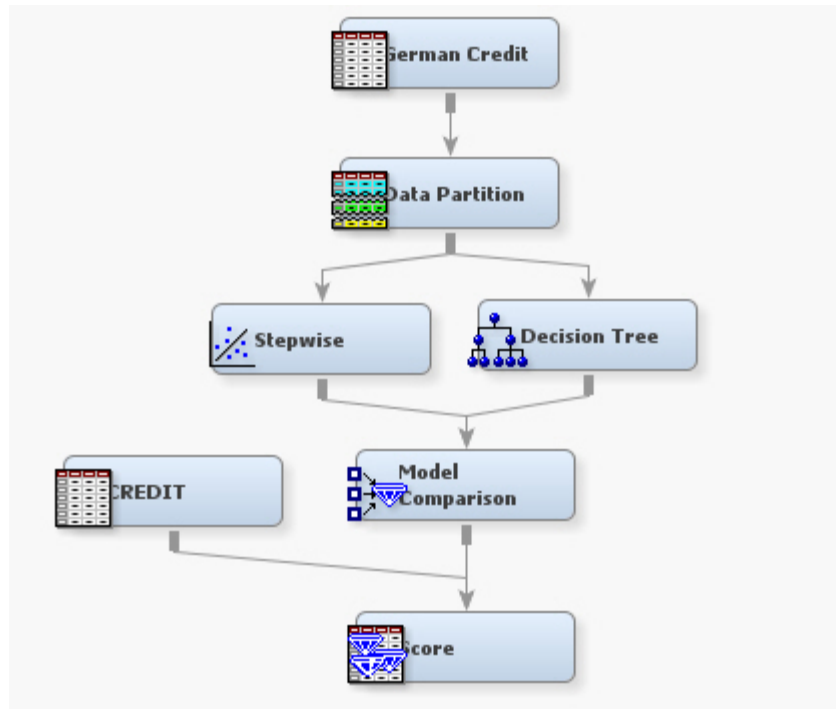 German Credit
Data Partition
Stepwise
Decision Tree
Model
Comparison
CREDIT
Score